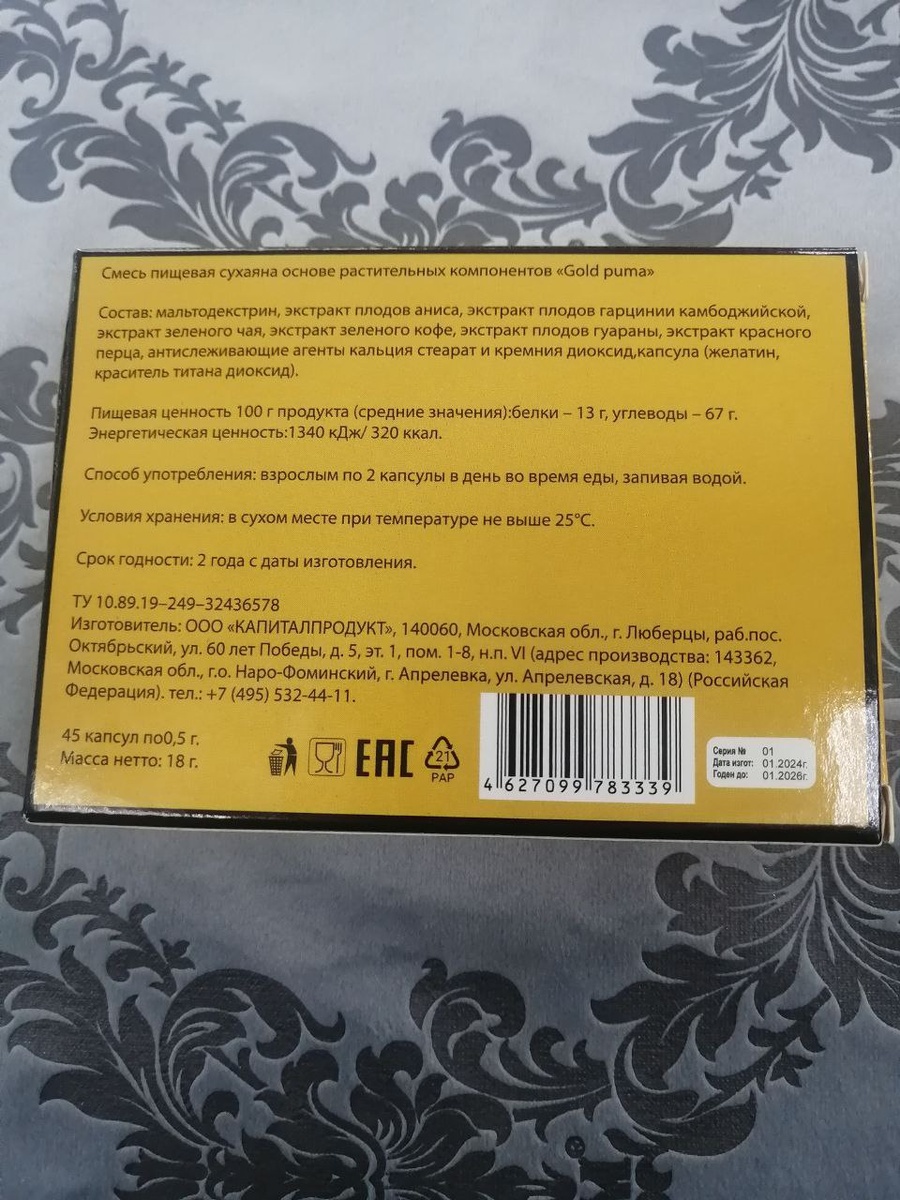 Смесь пищевая сухаяна основе растительных компонентов «Gold puma»
Состав: мальтодекстрин, экстракт плодов аниса, экстракт плодов гарцинии камбоджийской,
экстракт зеленого чая, экстракт зеленого кофе, экстракт плодов гуараны, экстракт красного
перца, антислеживающие агенты кальция стеарат и кремния диоксид,капсула (желатин,
краситель титана диоксид).
Пищевая ценность 100 г продукта (средние значения):белки – 13 г, углеводы – 67 г.
Энергетическая ценность:1340 кДж/ 320 ккал.
Способ употребления: взрослым по 2 капсулы в день во время еды, запивая водой.
Условия хранения: в сухом месте при температуре не выше 25°С.
Срок годности: 2 года с даты изготовления.
ТУ 10.89.19–249–32436578
Изготовитель: ООО «КАПИТАЛПРОДУКТ», 140060, Московская обл., г. Люберцы, раб.пос.
Октябрьский, ул. 60 лет Победы, д. 5, эт. 1, пом. 1-8, н.п. VI (адрес производства: 143362,
Московская обл., г.о. Наро-Фоминский, г. Апрелевка, ул. Апрелевская, д. 18) (Российская
Федерация). тел.: +7 (495) 532-44-11.
45 капсул по0,5 г.
Масса нетто: 18 г.
EAC
21
PAP
4 627099 783339
Серия № 01
Дата изгот: 01.2024г.
Годен до: 01.2026г.